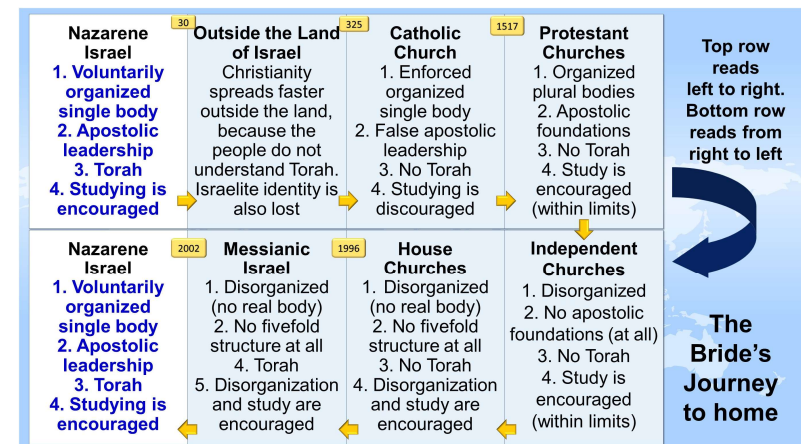 Nazarene
Israel
1. Voluntarily
organized
single body
2. Apostolic
leadership
3. Torah
4. Studying is
encouraged
30
Outside the Land
of Israel
Christianity
spreads faster
outside the land,
because the
people do not
understand Torah.
Israelite identity is
also lost
325
Catholic
Church
1. Enforced
organized
single body
2. False apostolic
leadership
3. No Torah
4. Studying is
discouraged
1517
Protestant
Churches
1. Organized
plural bodies
2. Apostolic
foundations
3. No Torah
4. Study is
encouraged
(within limits)
Top row
reads
left to right.
Bottom row
reads from
right to left
Independent
Churches
1. Disorganized
2. No apostolic
foundations (at all)
3. No Torah
4. Study is
encouraged
(within limits)
House
Churches
1. Disorganized
(no real body)
2. No fivefold
structure at all
3. No Torah
4. Disorganization
and study are
encouraged
1996
Messianic
Israel
1. Disorganized
(no real body)
2. No fivefold
structure at all
4. Torah
5. Disorganization
and study are
encouraged
2002
Nazarene
Israel
1. Voluntarily
organized
single body
2. Apostolic
leadership
3. Torah
4. Studying is
encouraged
The
Bride’s
Journey
to home